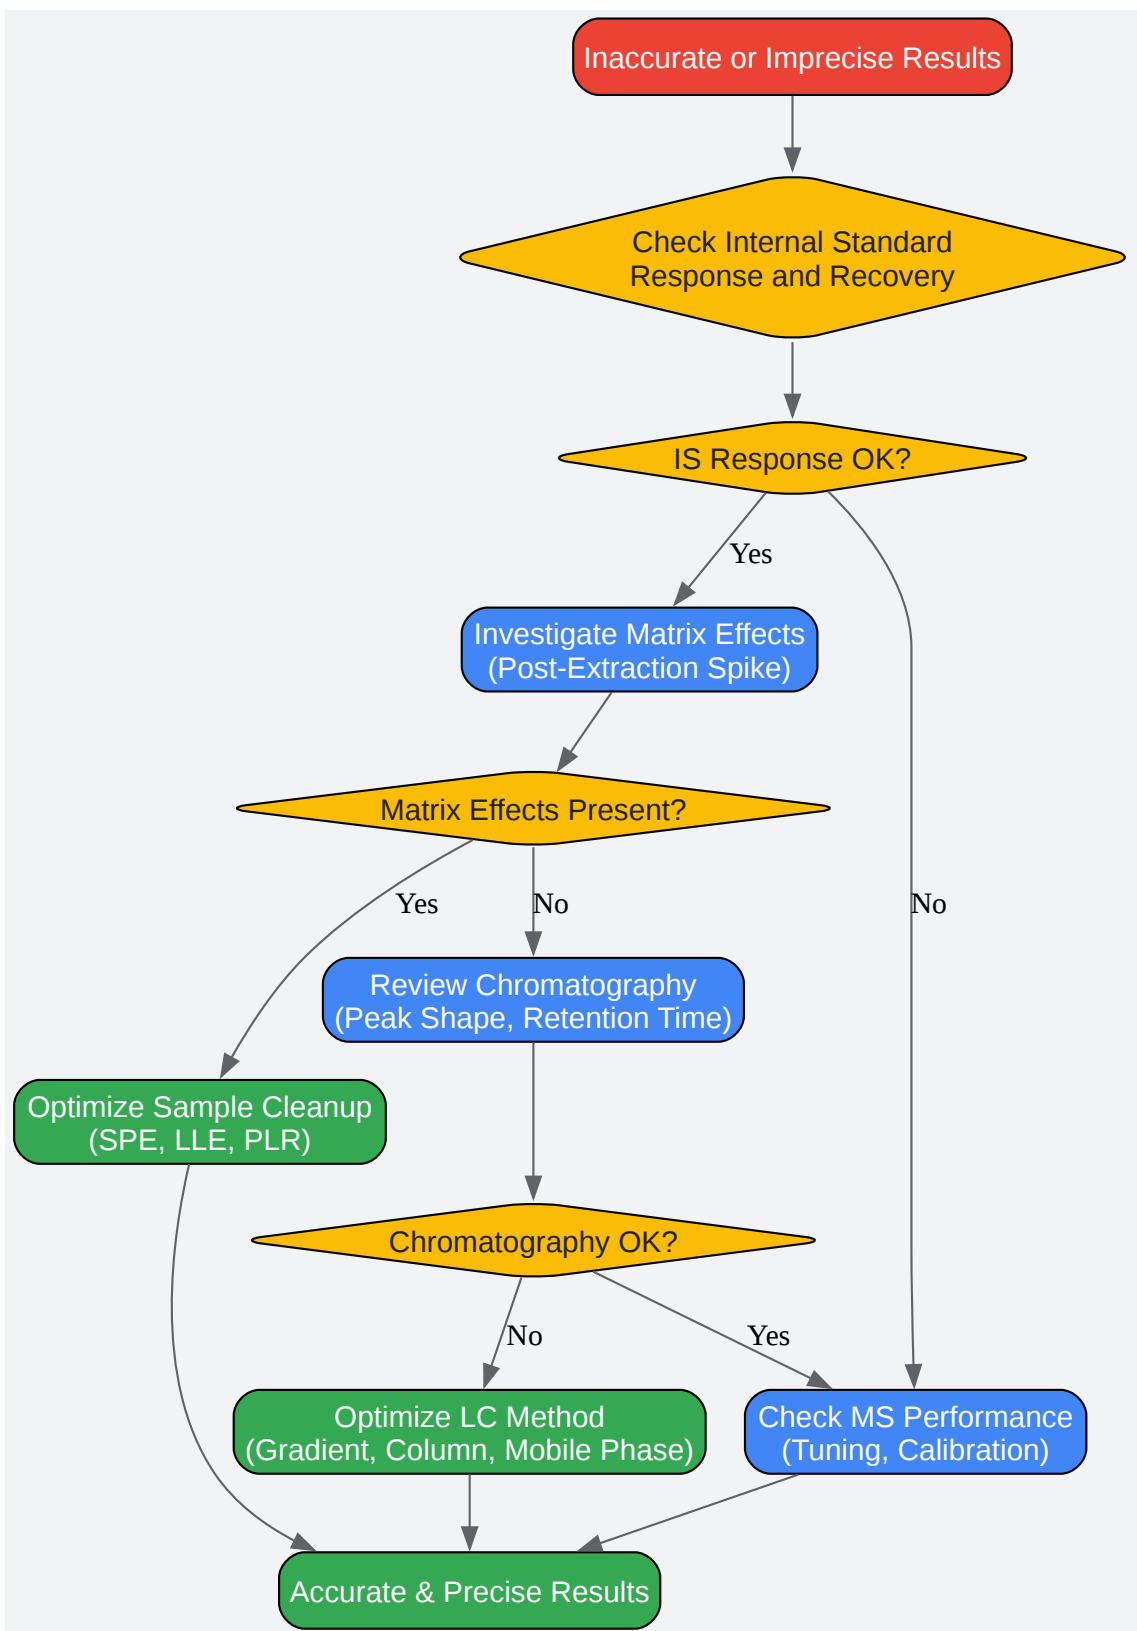 Inaccurate or Imprecise Results
Check Internal Standard
Response and Recovery
IS Response OK?
Yes
Investigate Matrix Effects
(Post-Extraction Spike)
Matrix Effects Present?
Yes
No
No
Review Chromatography
(Peak Shape, Retention Time)
Optimize Sample Cleanup
(SPE, LLE, PLR)
Chromatography OK?
No
Yes
Optimize LC Method
(Gradient, Column, Mobile Phase)
Check MS Performance
(Tuning, Calibration)
Accurate & Precise Results